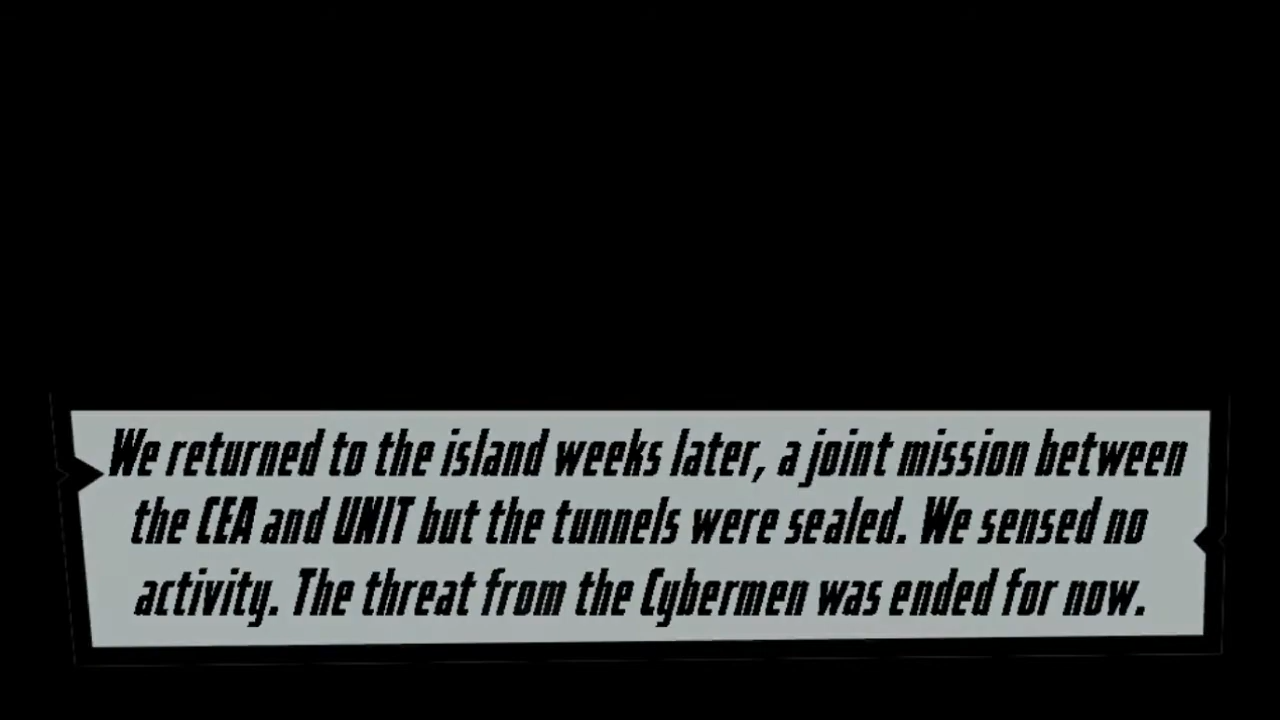 We returned to the island weeks later, a joint mission between
the CEA and UNIT but the tunnels were sealed. We sensed no
activity. The threat from the Cybermen was ended for now.